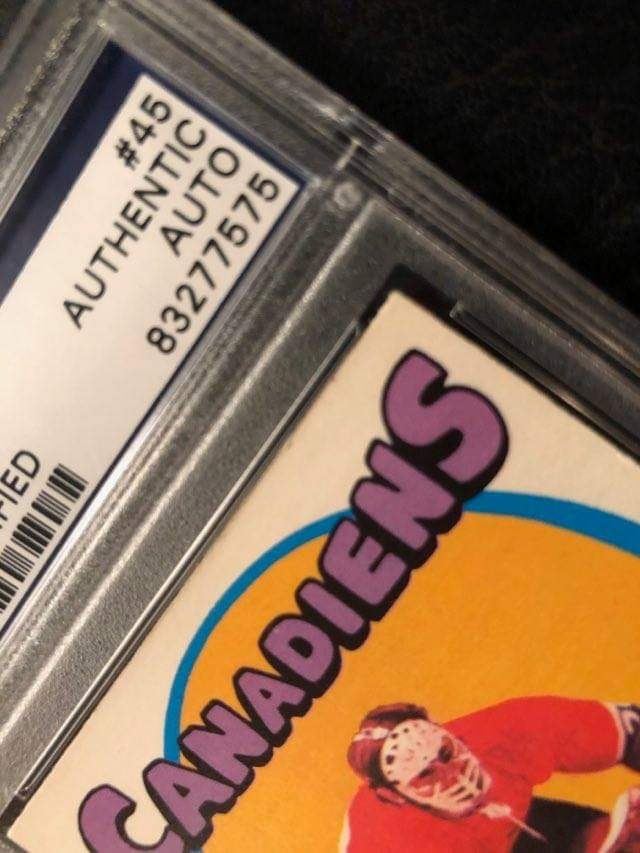 #45
AUTHENTIC
AUTO
83277575
FIED
CANADIENS